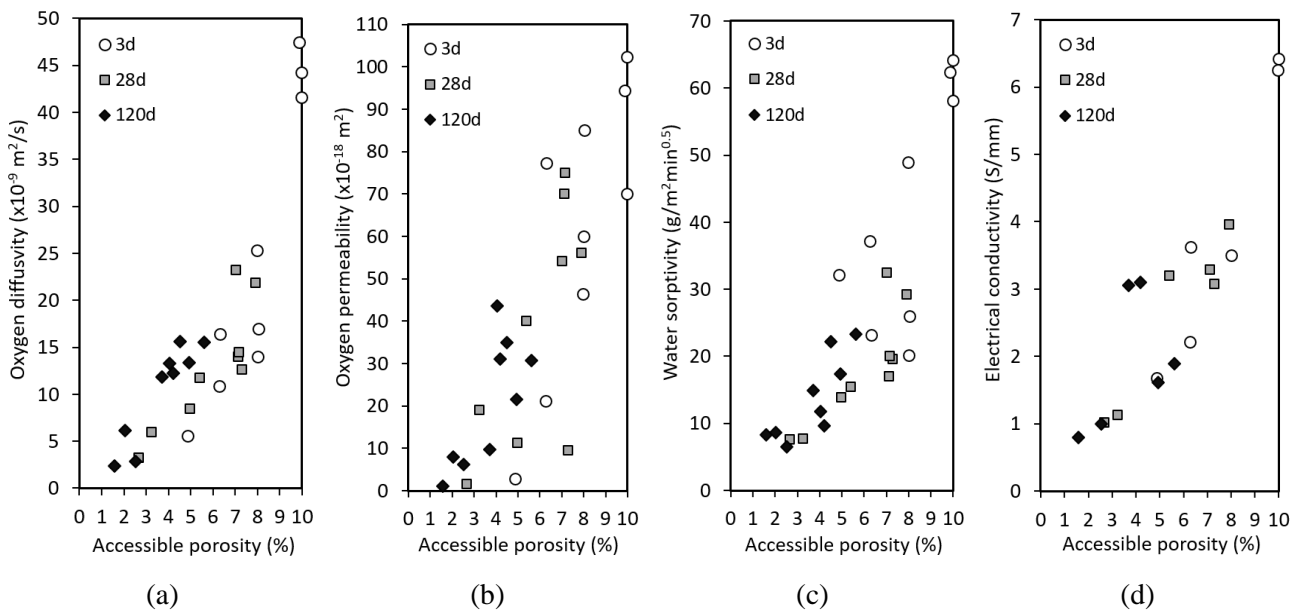 Oxygen diffusvity (x10⁻⁹ m²/s)
50
45
40
35
30
25
20
15
10
5
0
3d
28d
120d
0 1 2 3 4 5 6 7 8 9 10
Accessible porosity (%)
(a)
Oxygen permeability (x10⁻¹⁸ m²)
110
100
90
80
70
60
50
40
30
20
10
0
3d
28d
120d
0 1 2 3 4 5 6 7 8 9 10
Accessible porosity (%)
(b)
Water sorptivity (g/m²min⁰·⁵)
70
60
50
40
30
20
10
0
3d
28d
120d
0 1 2 3 4 5 6 7 8 9 10
Accessible porosity (%)
(c)
Electrical conductivity (S/mm)
7
6
5
4
3
2
1
0
3d
28d
120d
0 1 2 3 4 5 6 7 8 9 10
Accessible porosity (%)
(d)